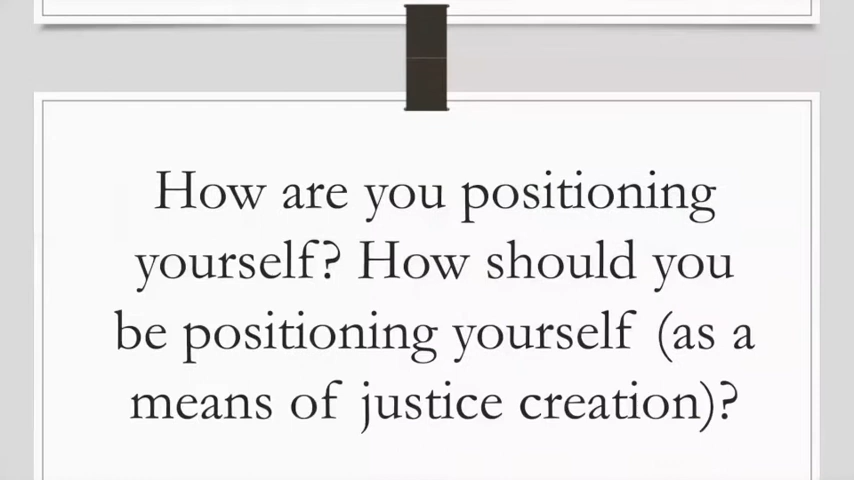 How are you positioning
yourself? How should you
be positioning yourself (as a
means of justice creation)?